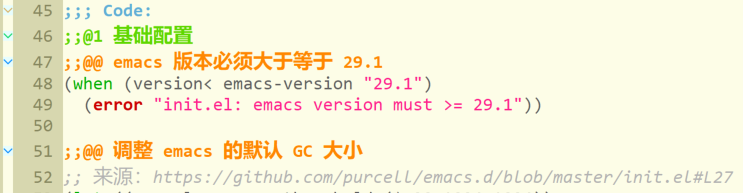 45 ;;; Code:
46 ;;@1 基础配置
47 ;;@@ emacs 版本必须大于等于 29.1
48 (when (version< emacs-version "29.1")
49   (error "init.el: emacs version must >= 29.1"))
50
51 ;;@@ 调整 emacs 的默认 GC 大小
52 ;; 来源：https://github.com/purcell/emacs.d/blob/master/init.el#L27